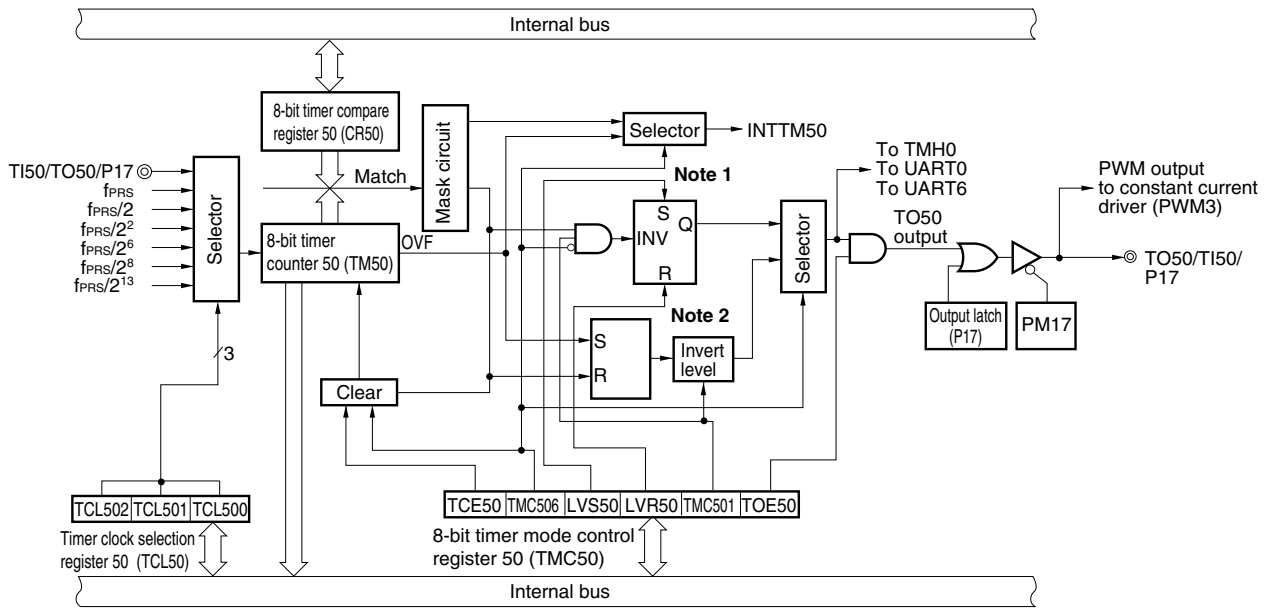 Internal bus
8-bit timer compare
register 50 (CR50)
TI50/TO50/P17
fPRS
fPRS/2
fPRS/2²
fPRS/2⁶
fPRS/2⁸
fPRS/2¹³
Selector
Match
8-bit timer
counter 50 (TM50)
OVF
Mask circuit
Selector
INTTM50
Note 1
S
Q
INV
R
Note 2
S
R
Invert
level
Selector
To TMH0
To UART0
To UART6
TO50
output
PWM output
to constant current
driver (PWM3)
TO50/TI50/
P17
Output latch
(P17)
PM17
3
Clear
TCL502 TCL501 TCL500
Timer clock selection
register 50 (TCL50)
TCE50 TMC506 LVS50 LVR50 TMC501 TOE50
8-bit timer mode control
register 50 (TMC50)
Internal bus